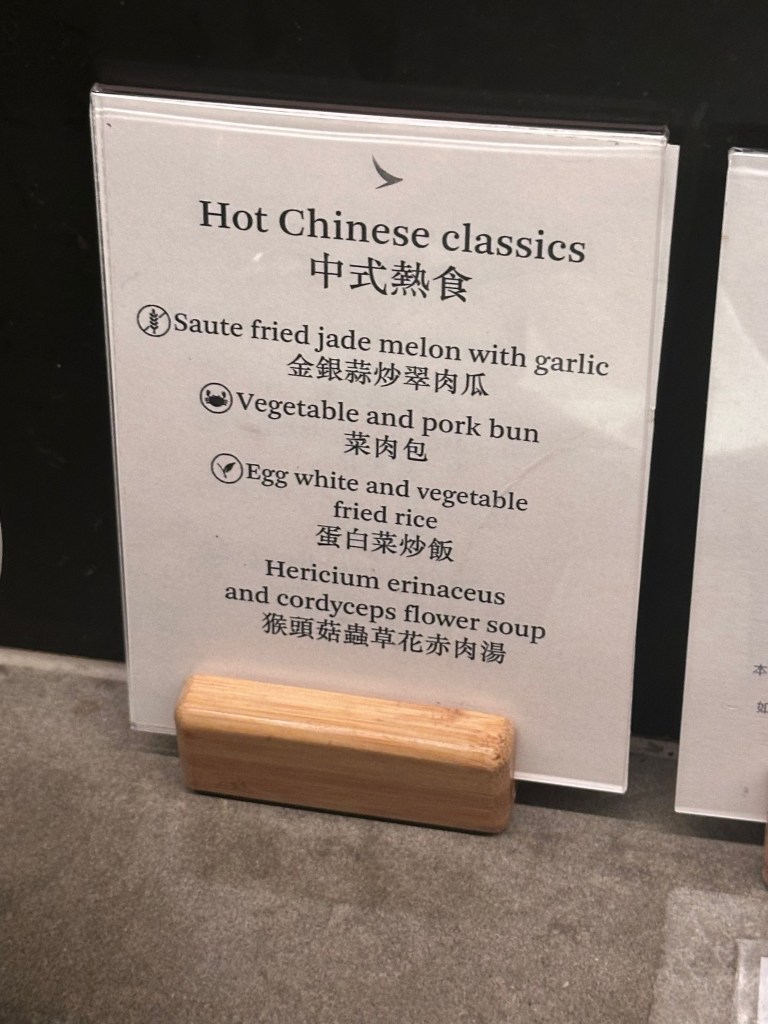 Hot Chinese classics
中式熱食
Saute fried jade melon with garlic
金銀蒜炒翠肉瓜
Vegetable and pork bun
菜肉包
Egg white and vegetable
fried rice
蛋白菜炒飯
Hericium erinaceus
and cordyceps flower soup
猴頭菇蟲草花赤肉湯
本
如